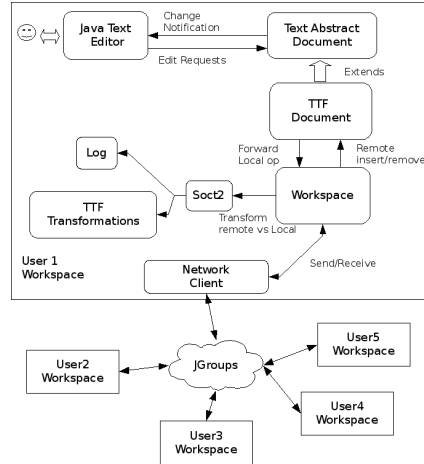 Change
Notification
Java Text
Editor
Text Abstract
Document
Edit Requests
Extends
TTF
Document
Forward
Local op
Remote
insert/remove
Log
Soct2
Workspace
TTF
Transformations
Transform
remote vs Local
User 1
Workspace
Network
Client
Send/Receive
JGroups
User5
Workspace
User2
Workspace
User4
Workspace
User3
Workspace